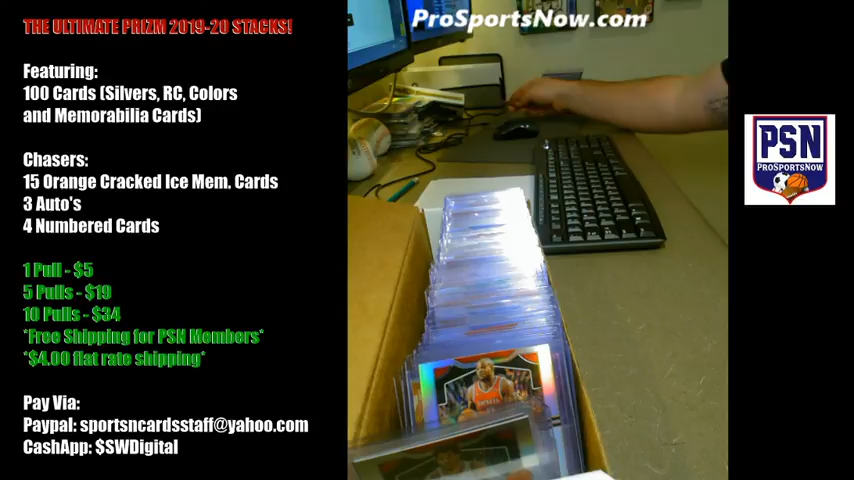 THE ULTIMATE PRIZM 2019-20 STACKS!
ProSportsNow.com
Featuring:
100 Cards (Silvers, RC, Colors
and Memorabilia Cards)
Chasers:
15 Orange Cracked Ice Mem. Cards
3 Auto's
4 Numbered Cards
1 Pull - $5
5 Pulls - $19
10 Pulls - $34
*Free Shipping for PSN Members*
*$4.00 flat rate shipping*
Pay Via:
Paypal: sportsncardsstaff@yahoo.com
CashApp: $SWDigital
PSN
PROSPORTSNOW